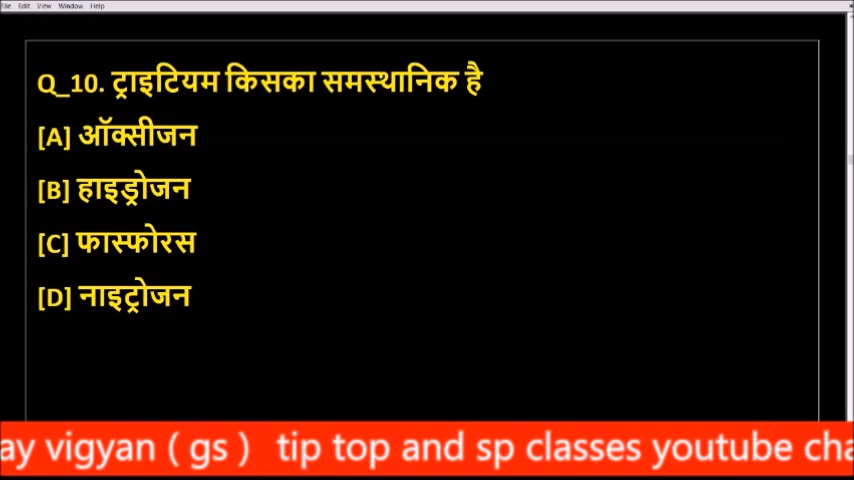 File Edit View Window Help
Q_10. ट्राइटियम किसका समस्थानिक है
[A] ऑक्सीजन
[B] हाइड्रोजन
[C] फास्फोरस
[D] नाइट्रोजन
ay vigyan ( gs ) tip top and sp classes youtube cha